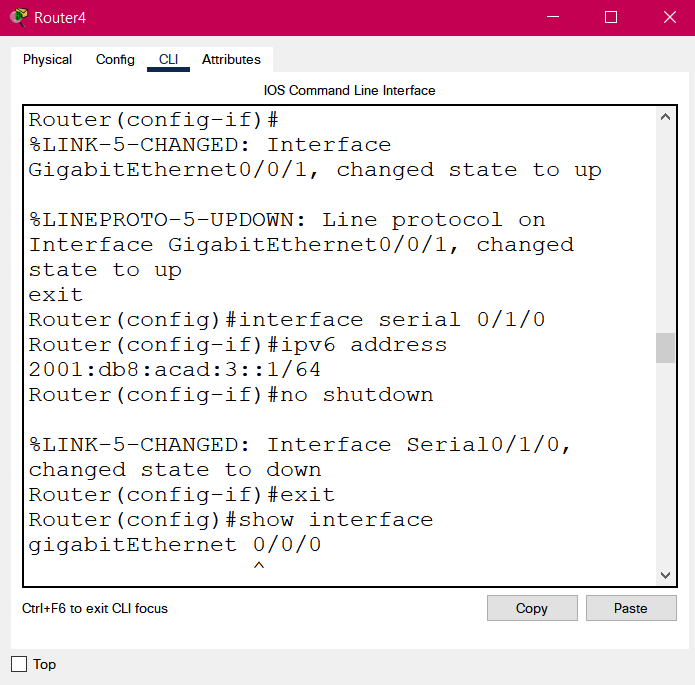 Router4
Physical Config CLI Attributes
IOS Command Line Interface
Router(config-if)#
%LINK-5-CHANGED: Interface
GigabitEthernet0/0/1, changed state to up
%LINEPROTO-5-UPDOWN: Line protocol on
Interface GigabitEthernet0/0/1, changed
state to up
exit
Router(config)#interface serial 0/1/0
Router(config-if)#ipv6 address
2001:db8:acad:3::1/64
Router(config-if)#no shutdown
%LINK-5-CHANGED: Interface Serial0/1/0,
changed state to down
Router(config-if)#exit
Router(config)#show interface
gigabitEthernet 0/0/0
^
Ctrl+F6 to exit CLI focus
Copy Paste
Top